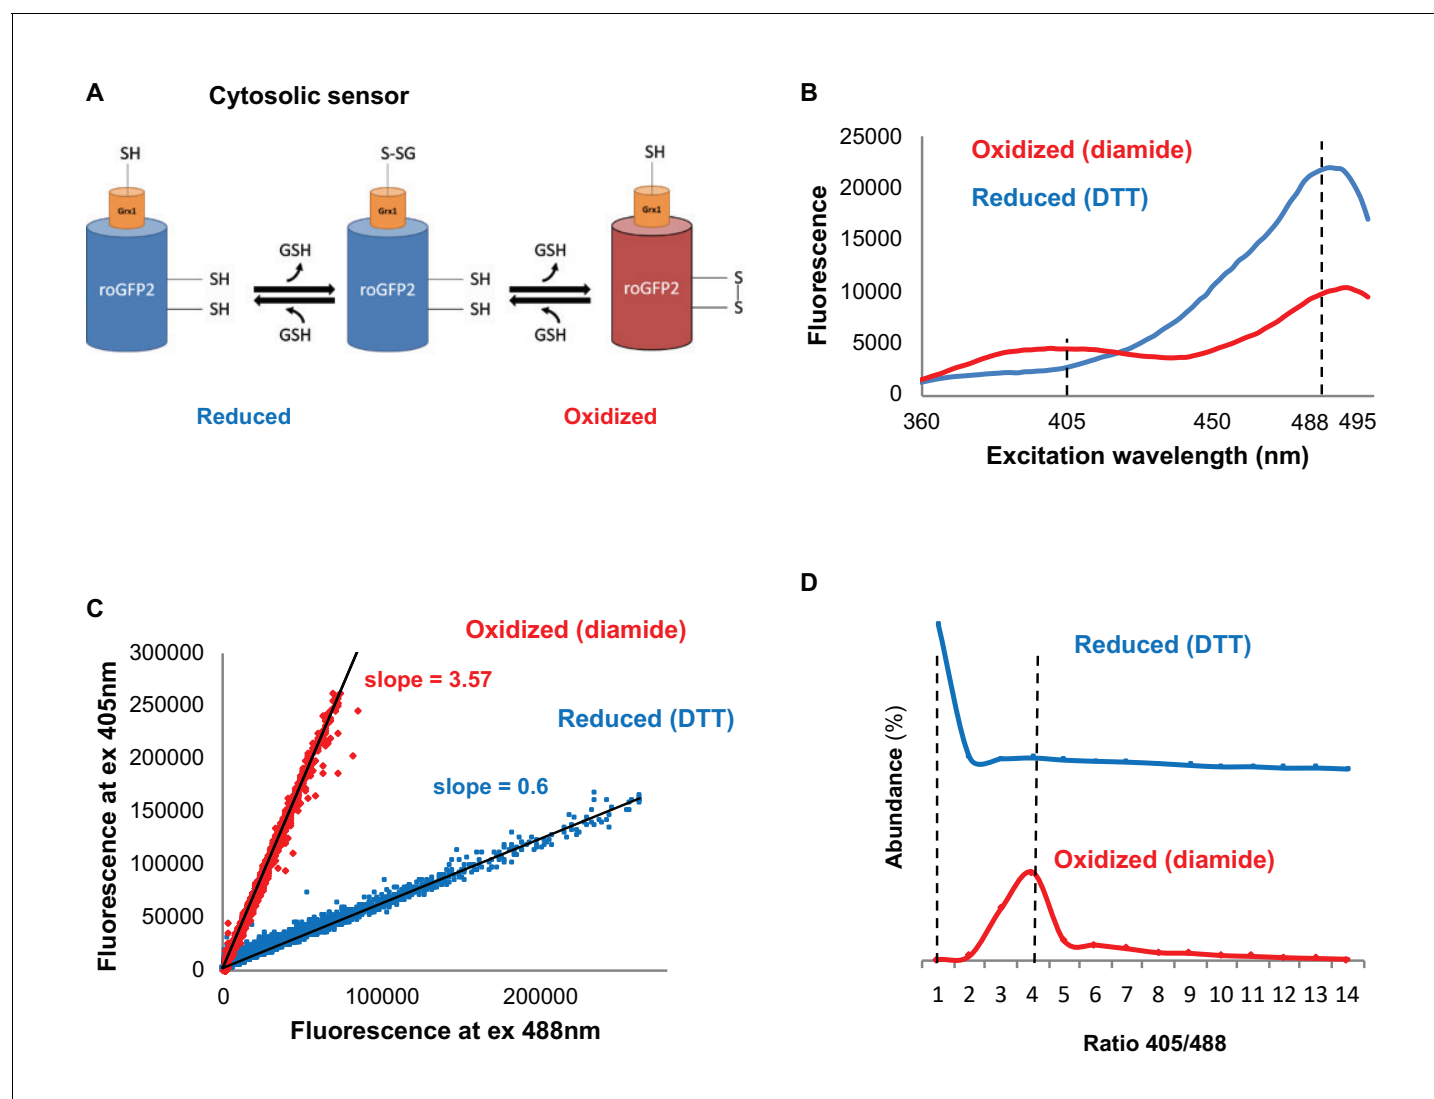 A
Cytosolic sensor
SH
S-SG
SH
Grx1
Grx1
Grx1
GSH
GSH
SH
SH
S
roGFP2
roGFP2
roGFP2
SH
SH
S
GSH
GSH
Reduced
Oxidized
B
25000
20000
15000
10000
5000
0
Fluorescence
Oxidized (diamide)
Reduced (DTT)
360
405
450
488
495
Excitation wavelength (nm)
C
Oxidized (diamide)
300000
250000
200000
150000
100000
50000
0
Fluorescence at ex 405nm
slope = 3.57
Reduced (DTT)
slope = 0.6
0
100000
200000
Fluorescence at ex 488nm
D
Reduced (DTT)
Abundance (%)
Oxidized (diamide)
1 2 3 4 5 6 7 8 9 10 11 12 13 14
Ratio 405/488